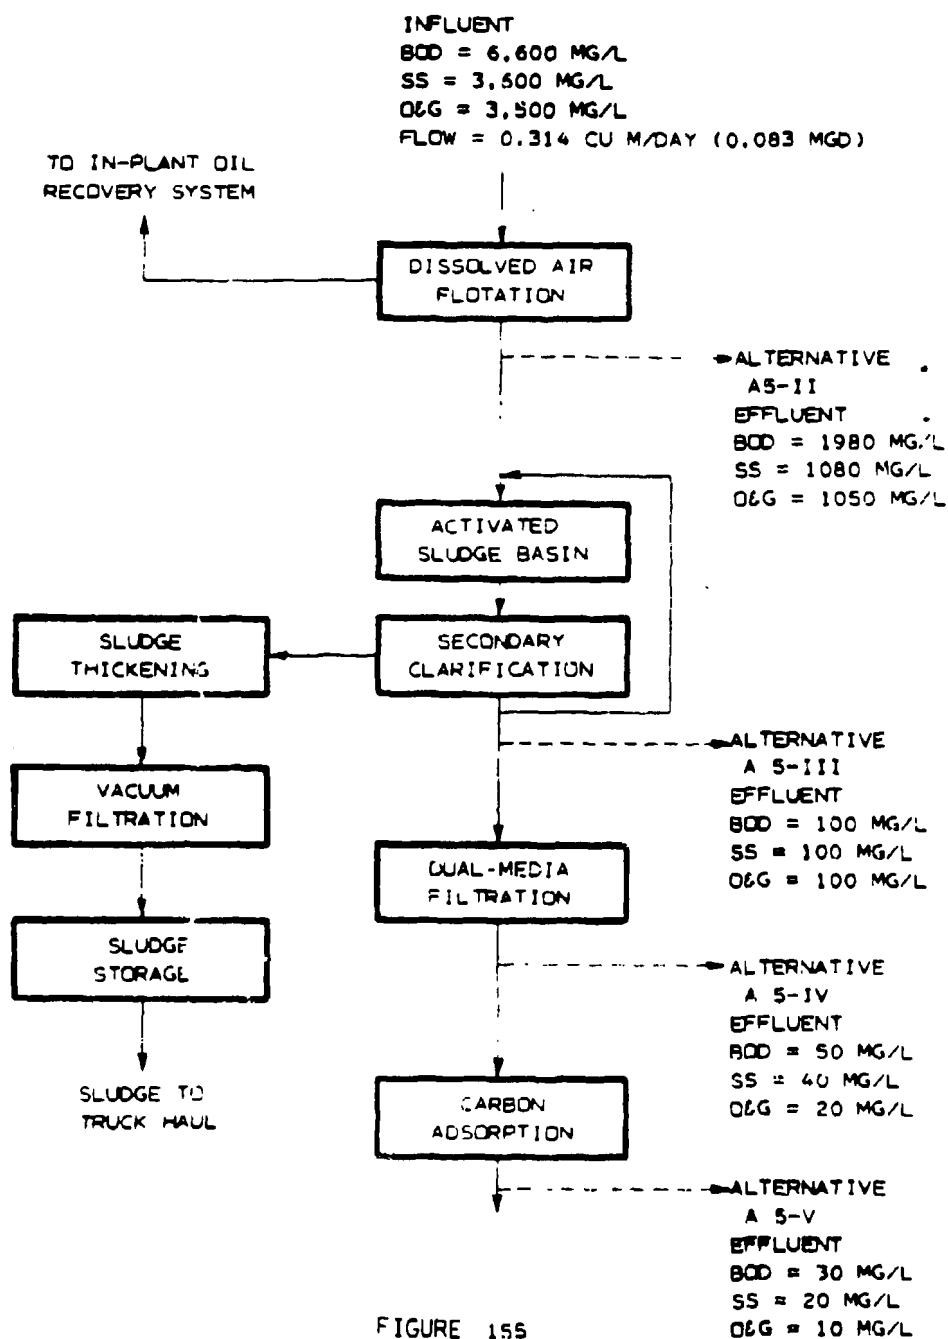 INFLUENT
BOD = 6,600 MG/L
SS = 3,600 MG/L
O&G = 3,500 MG/L
FLOW = 0.314 CU M/DAY (0.083 MGD)
TO IN-PLANT OIL
RECOVERY SYSTEM
DISSOLVED AIR
FLOTATION
ALTERNATIVE
A5-II
EFFLUENT
BOD = 1980 MG/L
SS = 1080 MG/L
O&G = 1050 MG/L
ACTIVATED
SLUDGE BASIN
SLUDGE
THICKENING
SECONDARY
CLARIFICATION
ALTERNATIVE
A 5-III
EFFLUENT
BOD = 100 MG/L
SS = 100 MG/L
O&G = 100 MG/L
VACUUM
FILTRATION
DUAL-MEDIA
FILTRATION
SLUDGE
STORAGE
ALTERNATIVE
A 5-IV
EFFLUENT
BOD = 50 MG/L
SS = 40 MG/L
O&G = 20 MG/L
SLUDGE TO
TRUCK HAUL
CARBON
ADSORPTION
ALTERNATIVE
A 5-V
EFFLUENT
BOD = 30 MG/L
SS = 20 MG/L
O&G = 10 MG/L
FIGURE 155